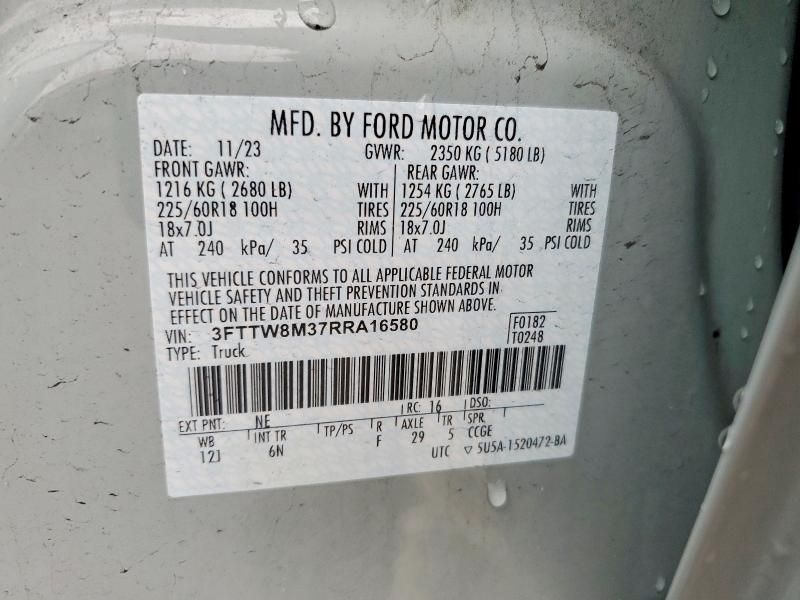 MFD. BY FORD MOTOR CO.
DATE: 11/23 GVWR: 2350 KG ( 5180 LB)
FRONT GAWR: REAR GAWR:
1216 KG ( 2680 LB) WITH 1254 KG ( 2765 LB) WITH
225/60R18 100H TIRES 225/60R18 100H TIRES
18x7.0J RIMS 18x7.0J RIMS
AT 240 kPa/ 35 PSI COLD AT 240 kPa/ 35 PSI COLD
THIS VEHICLE CONFORMS TO ALL APPLICABLE FEDERAL MOTOR
VEHICLE SAFETY AND THEFT PREVENTION STANDARDS IN
EFFECT ON THE DATE OF MANUFACTURE SHOWN ABOVE.
VIN: 3FTTW8M37RRA16580 F0182
TYPE: Truck T0248
EXT PNT: NE RC: 16 DSO:
WB INT TR TP/PS R AXLE TR SPR
12J 6N F 29 5 CCGE
UTC ▽ 5U5A-1520472-BA